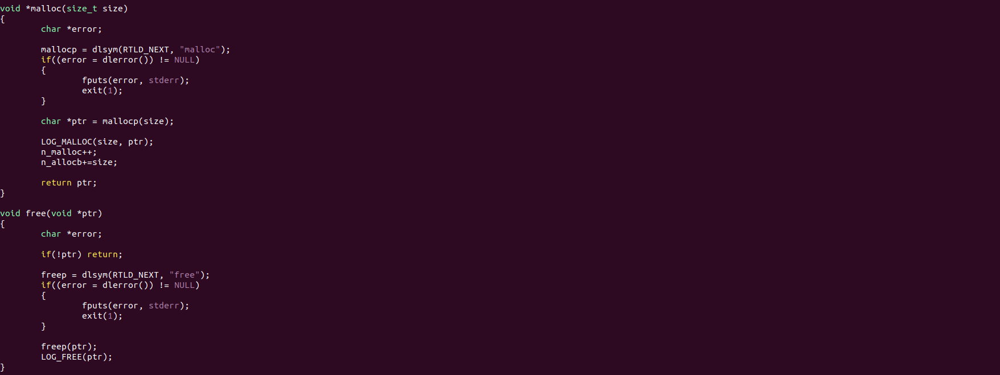 void *malloc(size_t size)
{
        char *error;

        mallocp = dlsym(RTLD_NEXT, "malloc");
        if((error = dlerror()) != NULL)
        {
                fputs(error, stderr);
                exit(1);
        }

        char *ptr = mallocp(size);

        LOG_MALLOC(size, ptr);
        n_malloc++;
        n_allocb+=size;

        return ptr;
}

void free(void *ptr)
{
        char *error;

        if(!ptr) return;

        freep = dlsym(RTLD_NEXT, "free");
        if((error = dlerror()) != NULL)
        {
                fputs(error, stderr);
                exit(1);
        }

        freep(ptr);
        LOG_FREE(ptr);
}